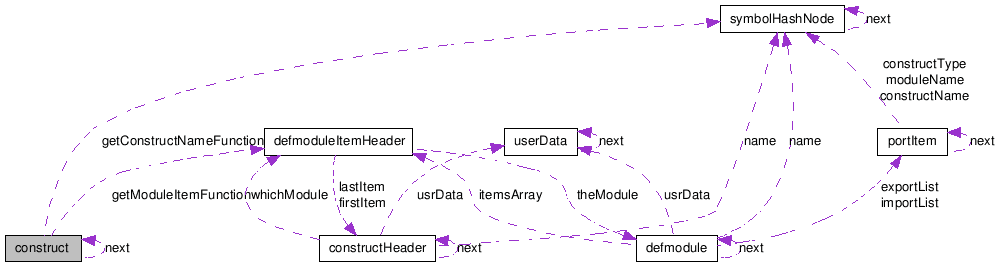 symbolHashNode
next
constructType
moduleName
constructName
getConstructNameFunction
defmoduleItemHeader
userData
next
name
name
portItem
next
getModuleItemFunction
whichModule
lastItem
firstItem
usrData
itemsArray
theModule
usrData
exportList
importList
construct
next
constructHeader
next
defmodule
next